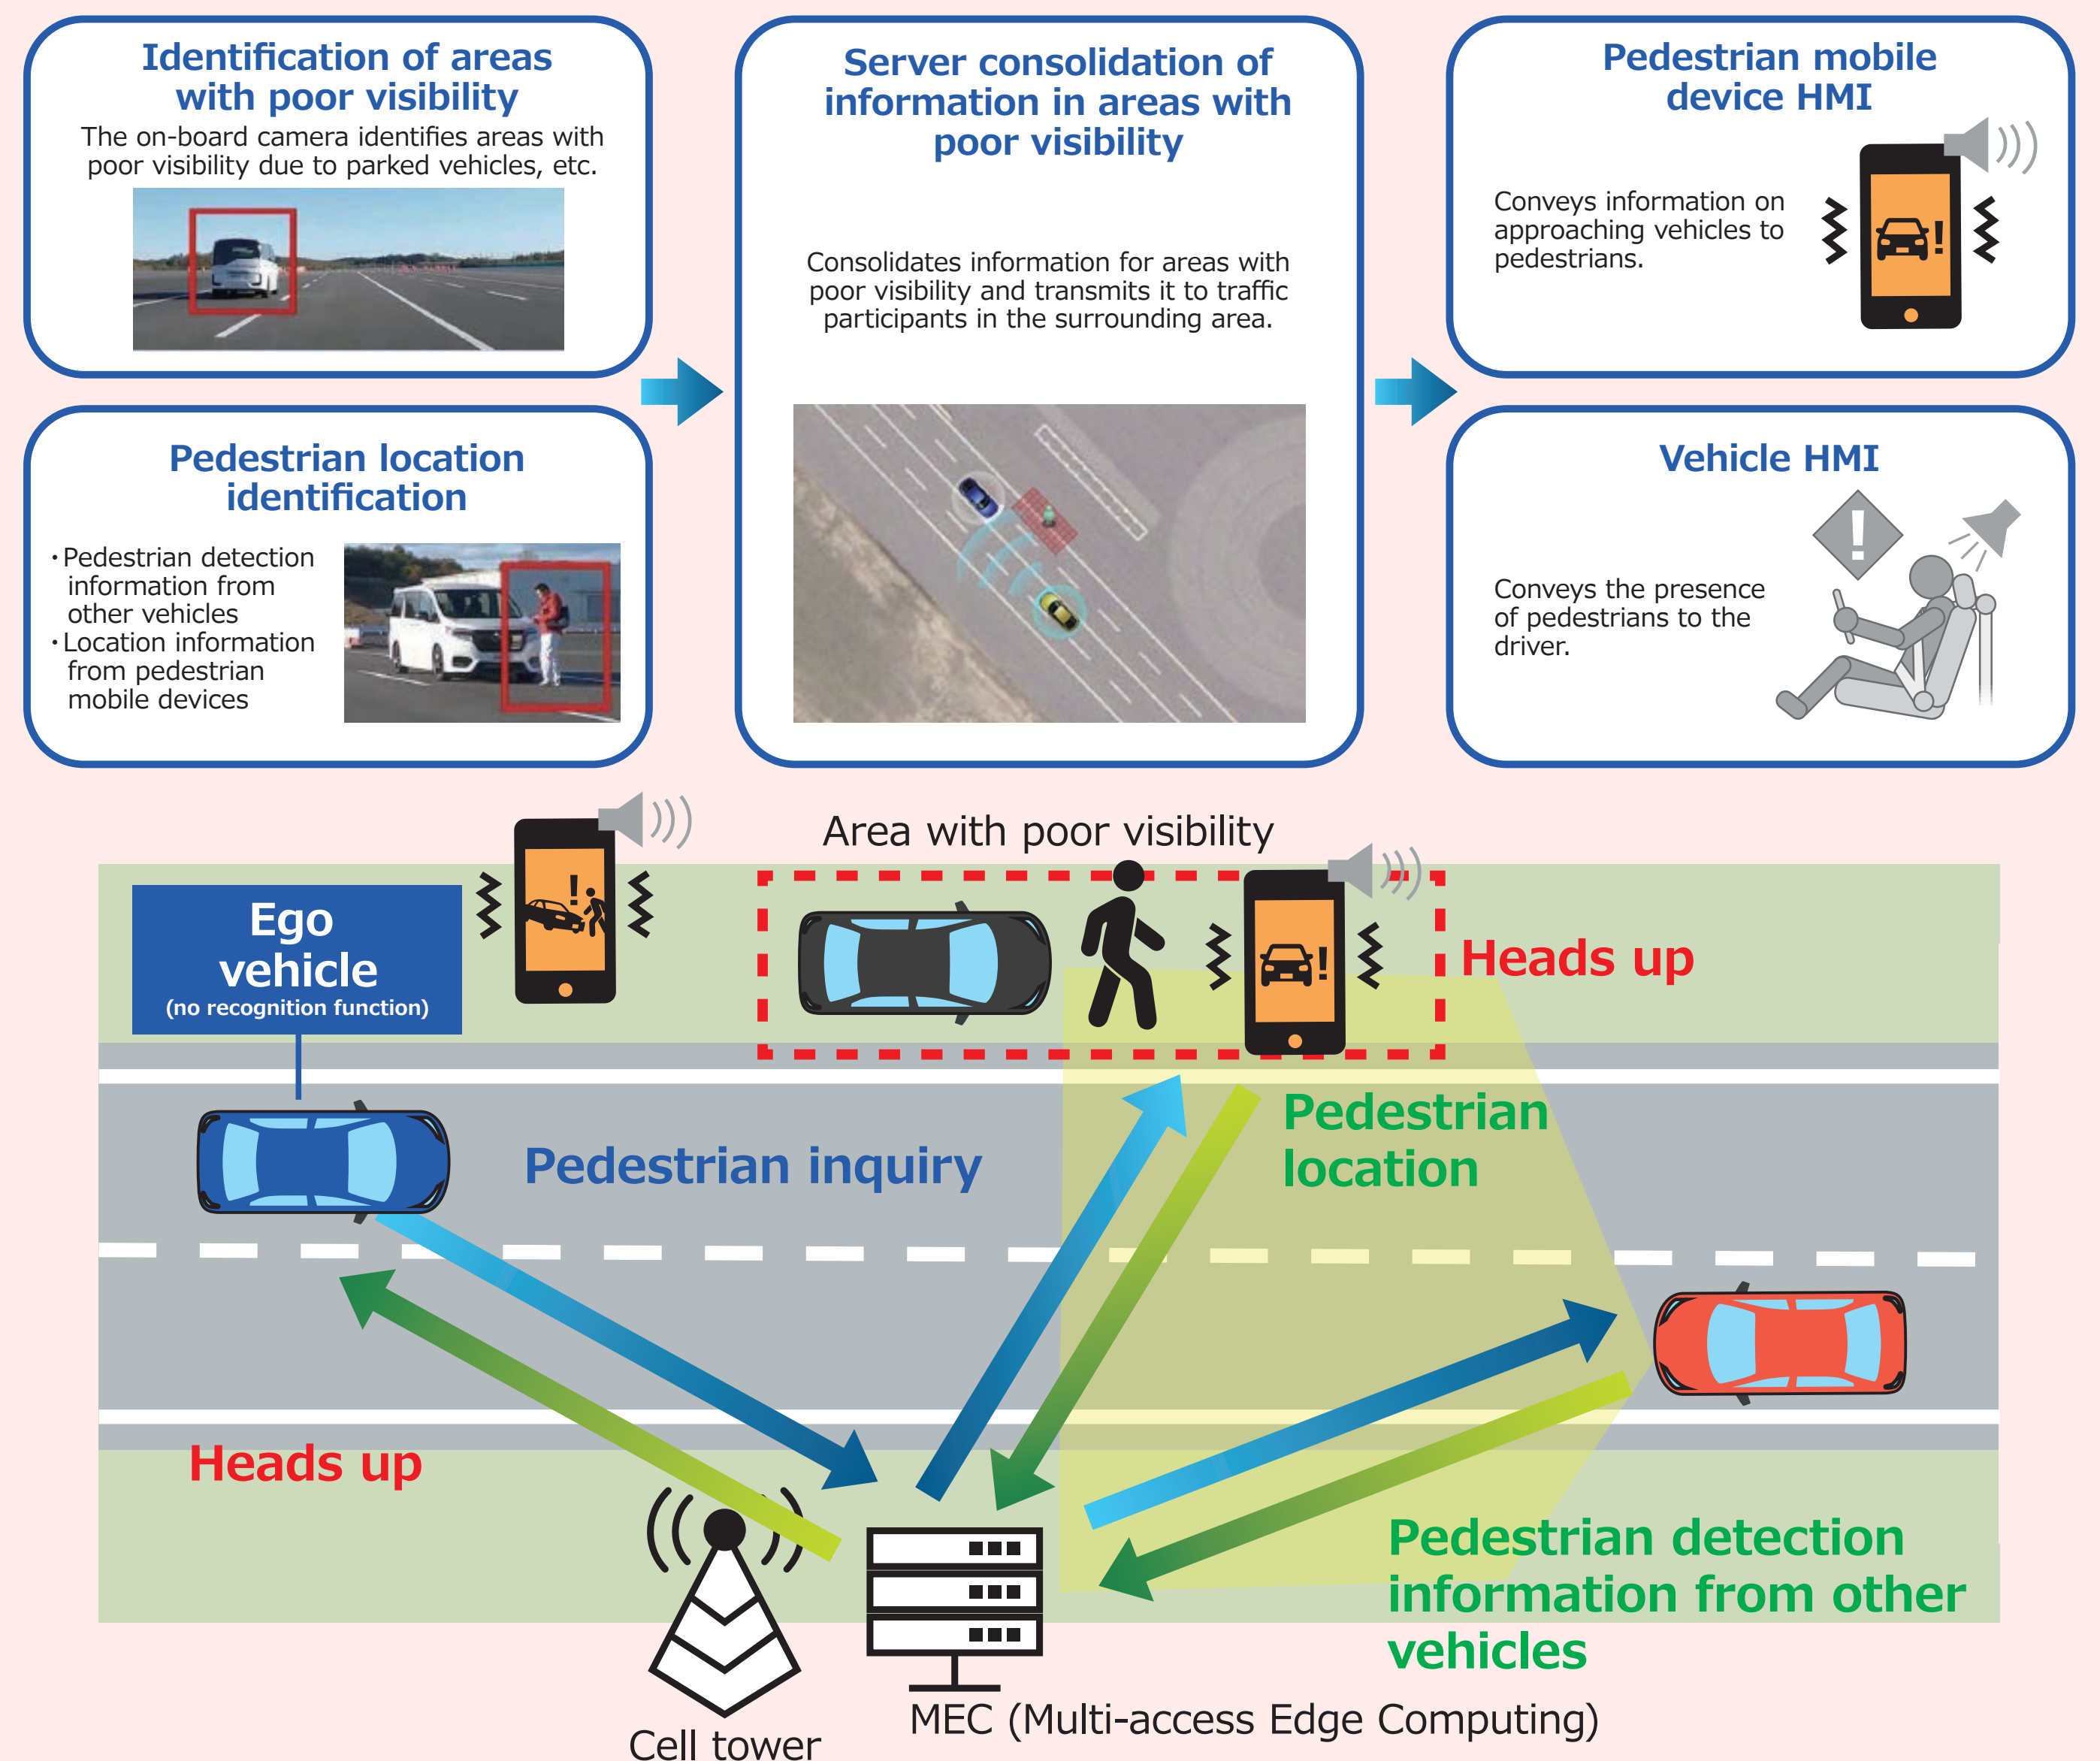 Identification of areas
with poor visibility
The on-board camera identifies areas with
poor visibility due to parked vehicles, etc.
Pedestrian location
identification
・Pedestrian detection
information from
other vehicles
・Location information
from pedestrian
mobile devices
Server consolidation of
information in areas with
poor visibility
Consolidates information for areas with
poor visibility and transmits it to traffic
participants in the surrounding area.
Pedestrian mobile
device HMI
Conveys information on
approaching vehicles to
pedestrians.
!
Vehicle HMI
!
Conveys the presence
of pedestrians to the
driver.
Area with poor visibility
Ego
vehicle
(no recognition function)
!
!
Heads up
Pedestrian inquiry
Pedestrian
location
Heads up
Pedestrian detection
information from other
vehicles
MEC (Multi-access Edge Computing)
Cell tower